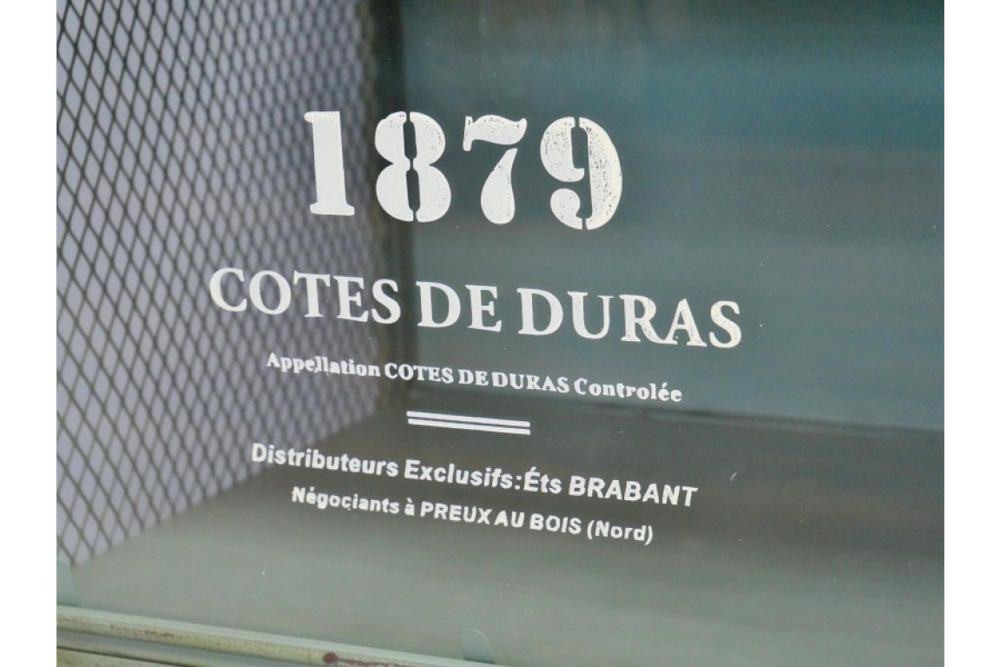 1879
COTES DE DURAS
Appellation COTES DE DURAS Controlée
Distributeurs Exclusifs:Éts BRABANT
Négociants à PREUX AU BOIS (Nord)